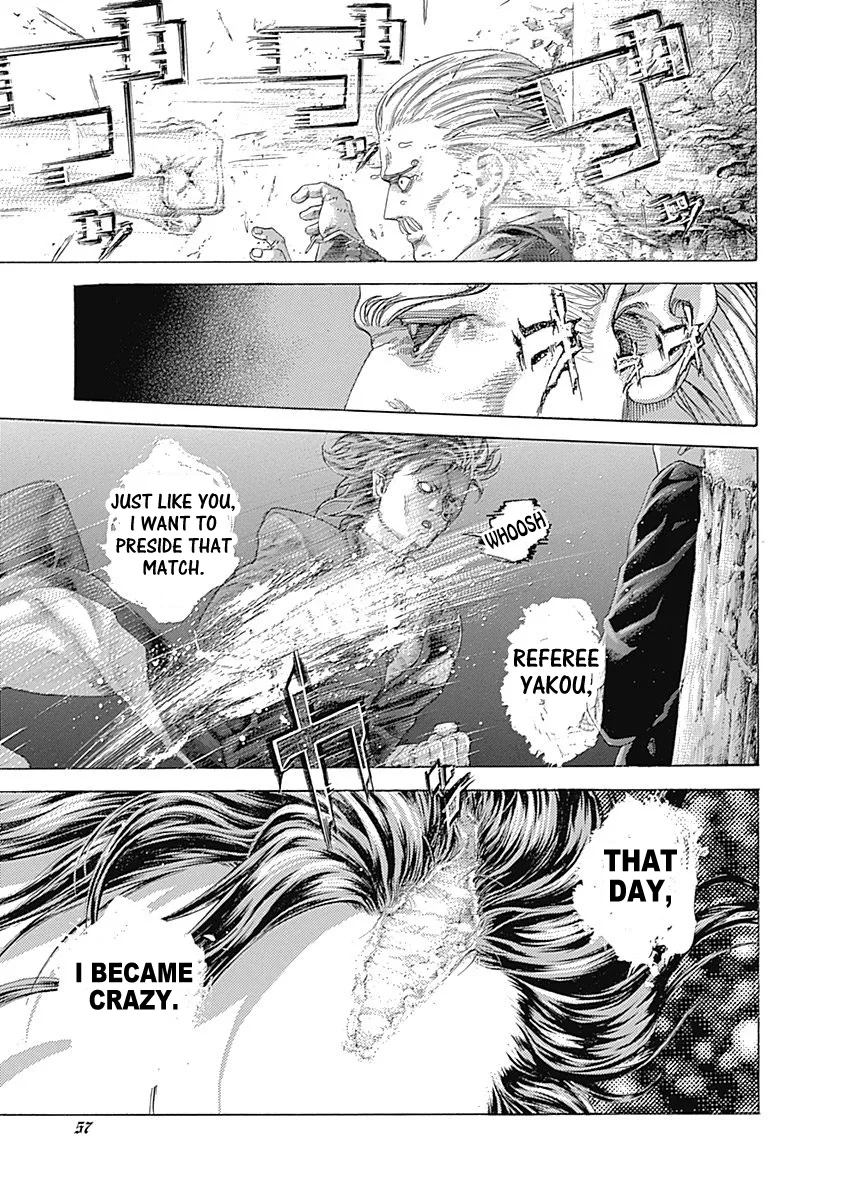 REFEREE
YAKOU,
WHOOSH
JUST LIKE YOU,
I WANT TO
PRESIDE THAT
MATCH.
THAT
DAY,
I BECAME
CRAZY.
57